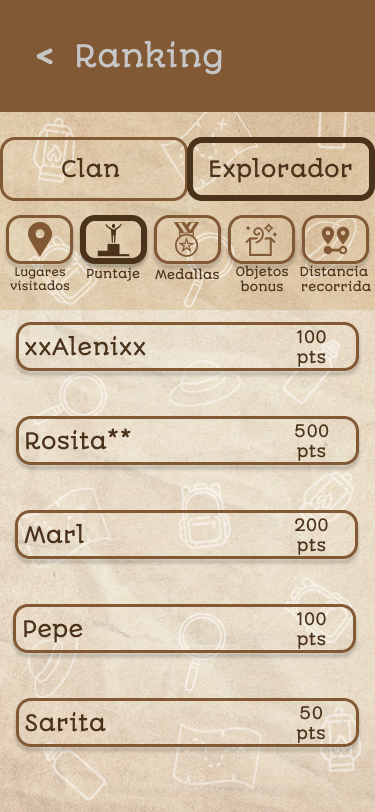 < Ranking
Clan
Explorador
Lugares
visitados
Puntaje
Medallas
Objetos
bonus
Distancia
recorrida
xxAlenixx
100
pts
Rosita**
500
pts
Marl
200
pts
Pepe
100
pts
Sarita
50
pts